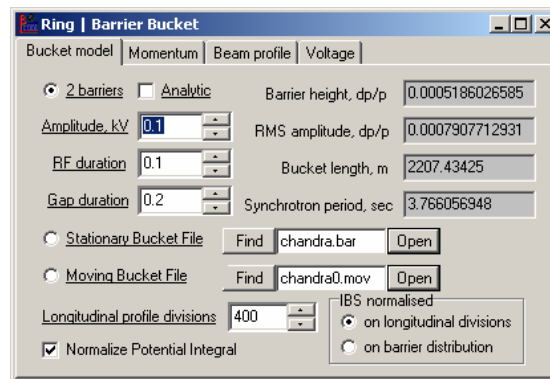 Ring | Barrier Bucket
Bucket model Momentum Beam profile Voltage
2 barriers Analytic Barrier height, dp/p 0.0005186026585
Amplitude, kV 0.1 RMS amplitude, dp/p 0.0007907712931
RF duration 0.1 Bucket length, m 2207.43425
Gap duration 0.2 Synchrotron period, sec 3.766056948
Stationary Bucket File Find chandra.bar Open
Moving Bucket File Find chandra0.mov Open
IBS normalised
Longitudinal profile divisions 400 on longitudinal divisions
Normalize Potential Integral on barrier distribution